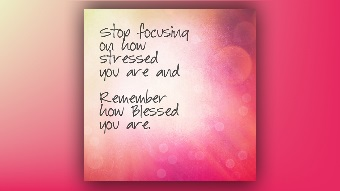 Stop focusing
on how
stressed
you are and
Remember
how Blessed
you are.